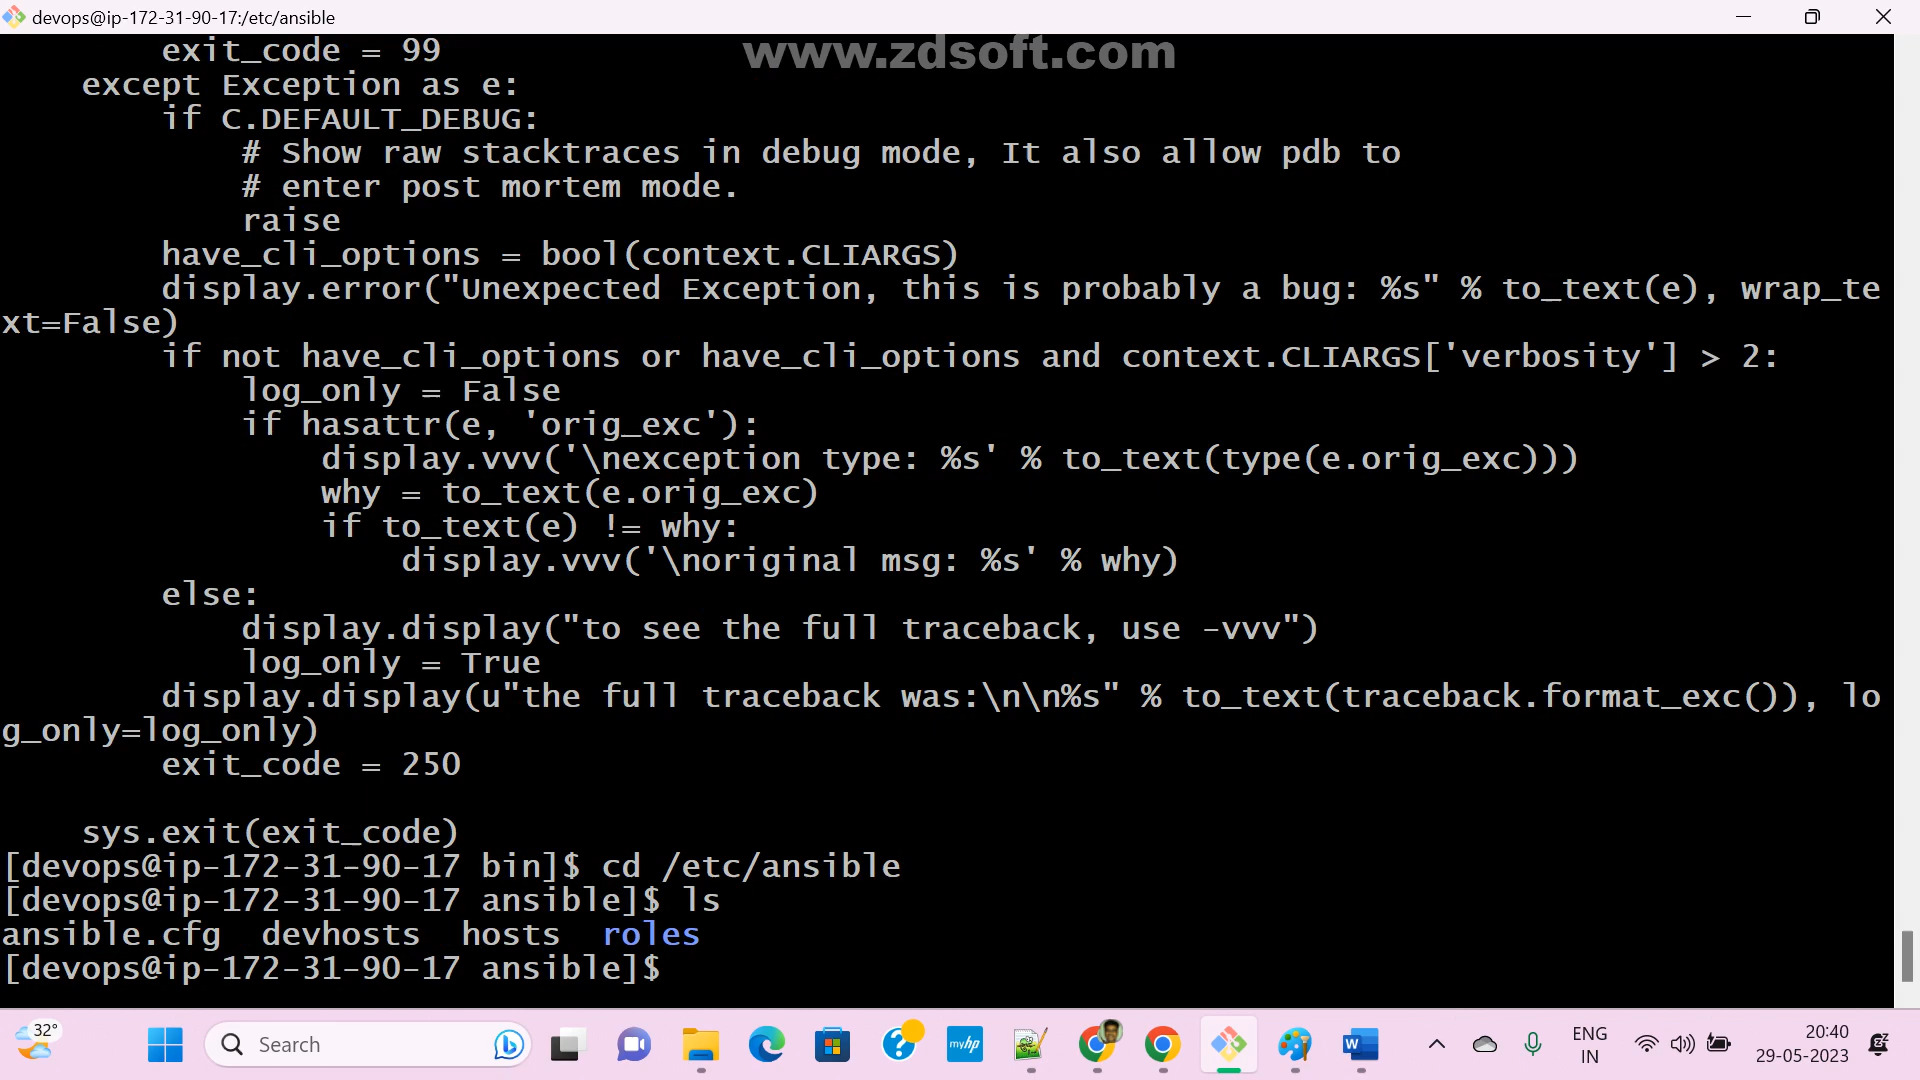 devops@ip-172-31-90-17:/etc/ansible
www.zdsoft.com
        exit_code = 99
    except Exception as e:
        if C.DEFAULT_DEBUG:
            # Show raw stacktraces in debug mode, It also allow pdb to
            # enter post mortem mode.
            raise
        have_cli_options = bool(context.CLIARGS)
        display.error("Unexpected Exception, this is probably a bug: %s" % to_text(e), wrap_te
xt=False)
        if not have_cli_options or have_cli_options and context.CLIARGS['verbosity'] > 2:
            log_only = False
            if hasattr(e, 'orig_exc'):
                display.vvv('\nexception type: %s' % to_text(type(e.orig_exc)))
                why = to_text(e.orig_exc)
                if to_text(e) != why:
                    display.vvv('\noriginal msg: %s' % why)
        else:
            display.display("to see the full traceback, use -vvv")
            log_only = True
        display.display(u"the full traceback was:\n\n%s" % to_text(traceback.format_exc()), lo
g_only=log_only)
        exit_code = 250
    sys.exit(exit_code)
[devops@ip-172-31-90-17 bin]$ cd /etc/ansible
[devops@ip-172-31-90-17 ansible]$ ls
ansible.cfg  devhosts  hosts  roles
[devops@ip-172-31-90-17 ansible]$
32°
Search
myhp
W
ENG
IN
20:40
29-05-2023